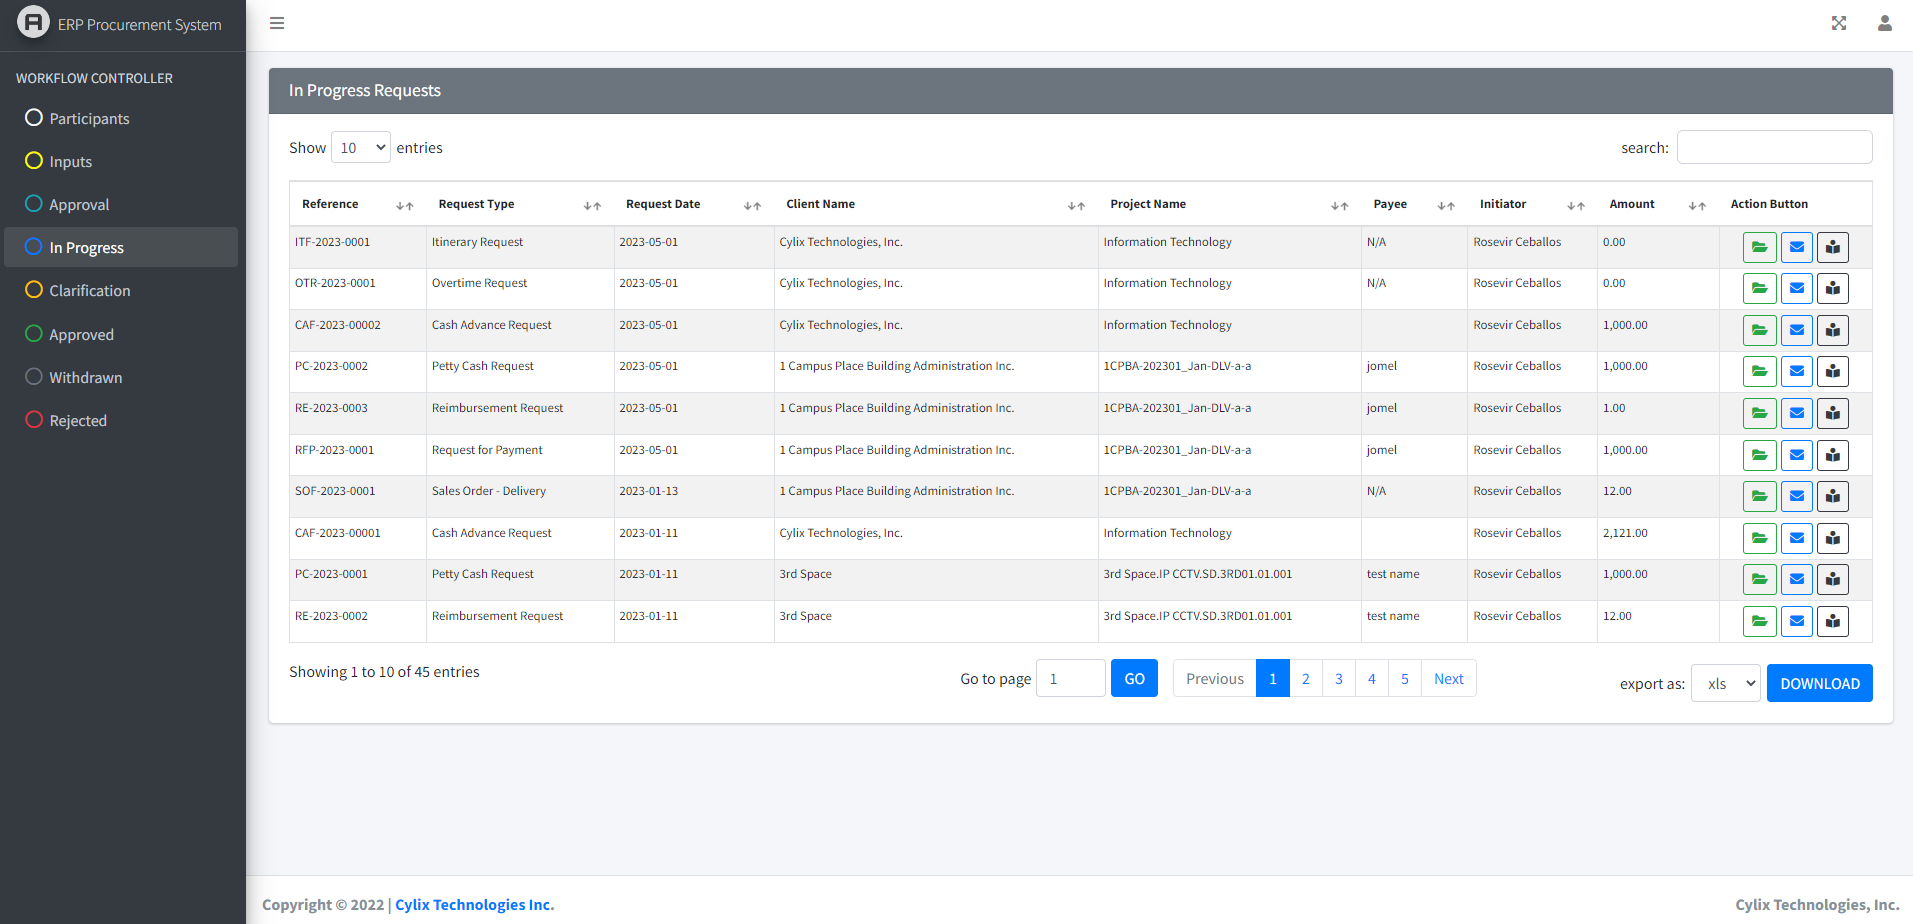 ERP Procurement System
WORKFLOW CONTROLLER
Participants
Inputs
Approval
In Progress
Clarification
Approved
Withdrawn
Rejected
In Progress Requests
Show 10 entries search:
Reference Request Type Request Date Client Name Project Name Payee Initiator Amount Action Button
ITF-2023-0001 Itinerary Request 2023-05-01 Cylix Technologies, Inc. Information Technology N/A Rosevir Ceballos 0.00
OTR-2023-0001 Overtime Request 2023-05-01 Cylix Technologies, Inc. Information Technology N/A Rosevir Ceballos 0.00
CAF-2023-00002 Cash Advance Request 2023-05-01 Cylix Technologies, Inc. Information Technology Rosevir Ceballos 1,000.00
PC-2023-0002 Petty Cash Request 2023-05-01 1 Campus Place Building Administration Inc. 1CPBA-202301_Jan-DLV-a-a jomel Rosevir Ceballos 1,000.00
RE-2023-0003 Reimbursement Request 2023-05-01 1 Campus Place Building Administration Inc. 1CPBA-202301_Jan-DLV-a-a jomel Rosevir Ceballos 1.00
RFP-2023-0001 Request for Payment 2023-05-01 1 Campus Place Building Administration Inc. 1CPBA-202301_Jan-DLV-a-a jomel Rosevir Ceballos 1,000.00
SOF-2023-0001 Sales Order - Delivery 2023-01-13 1 Campus Place Building Administration Inc. 1CPBA-202301_Jan-DLV-a-a N/A Rosevir Ceballos 12.00
CAF-2023-00001 Cash Advance Request 2023-01-11 Cylix Technologies, Inc. Information Technology Rosevir Ceballos 2,121.00
PC-2023-0001 Petty Cash Request 2023-01-11 3rd Space 3rd Space.IP CCTV.SD.3RD01.01.001 test name Rosevir Ceballos 1,000.00
RE-2023-0002 Reimbursement Request 2023-01-11 3rd Space 3rd Space.IP CCTV.SD.3RD01.01.001 test name Rosevir Ceballos 12.00
Showing 1 to 10 of 45 entries Go to page 1 GO Previous 1 2 3 4 5 Next export as: xls DOWNLOAD
Copyright © 2022 | Cylix Technologies Inc. Cylix Technologies, Inc.